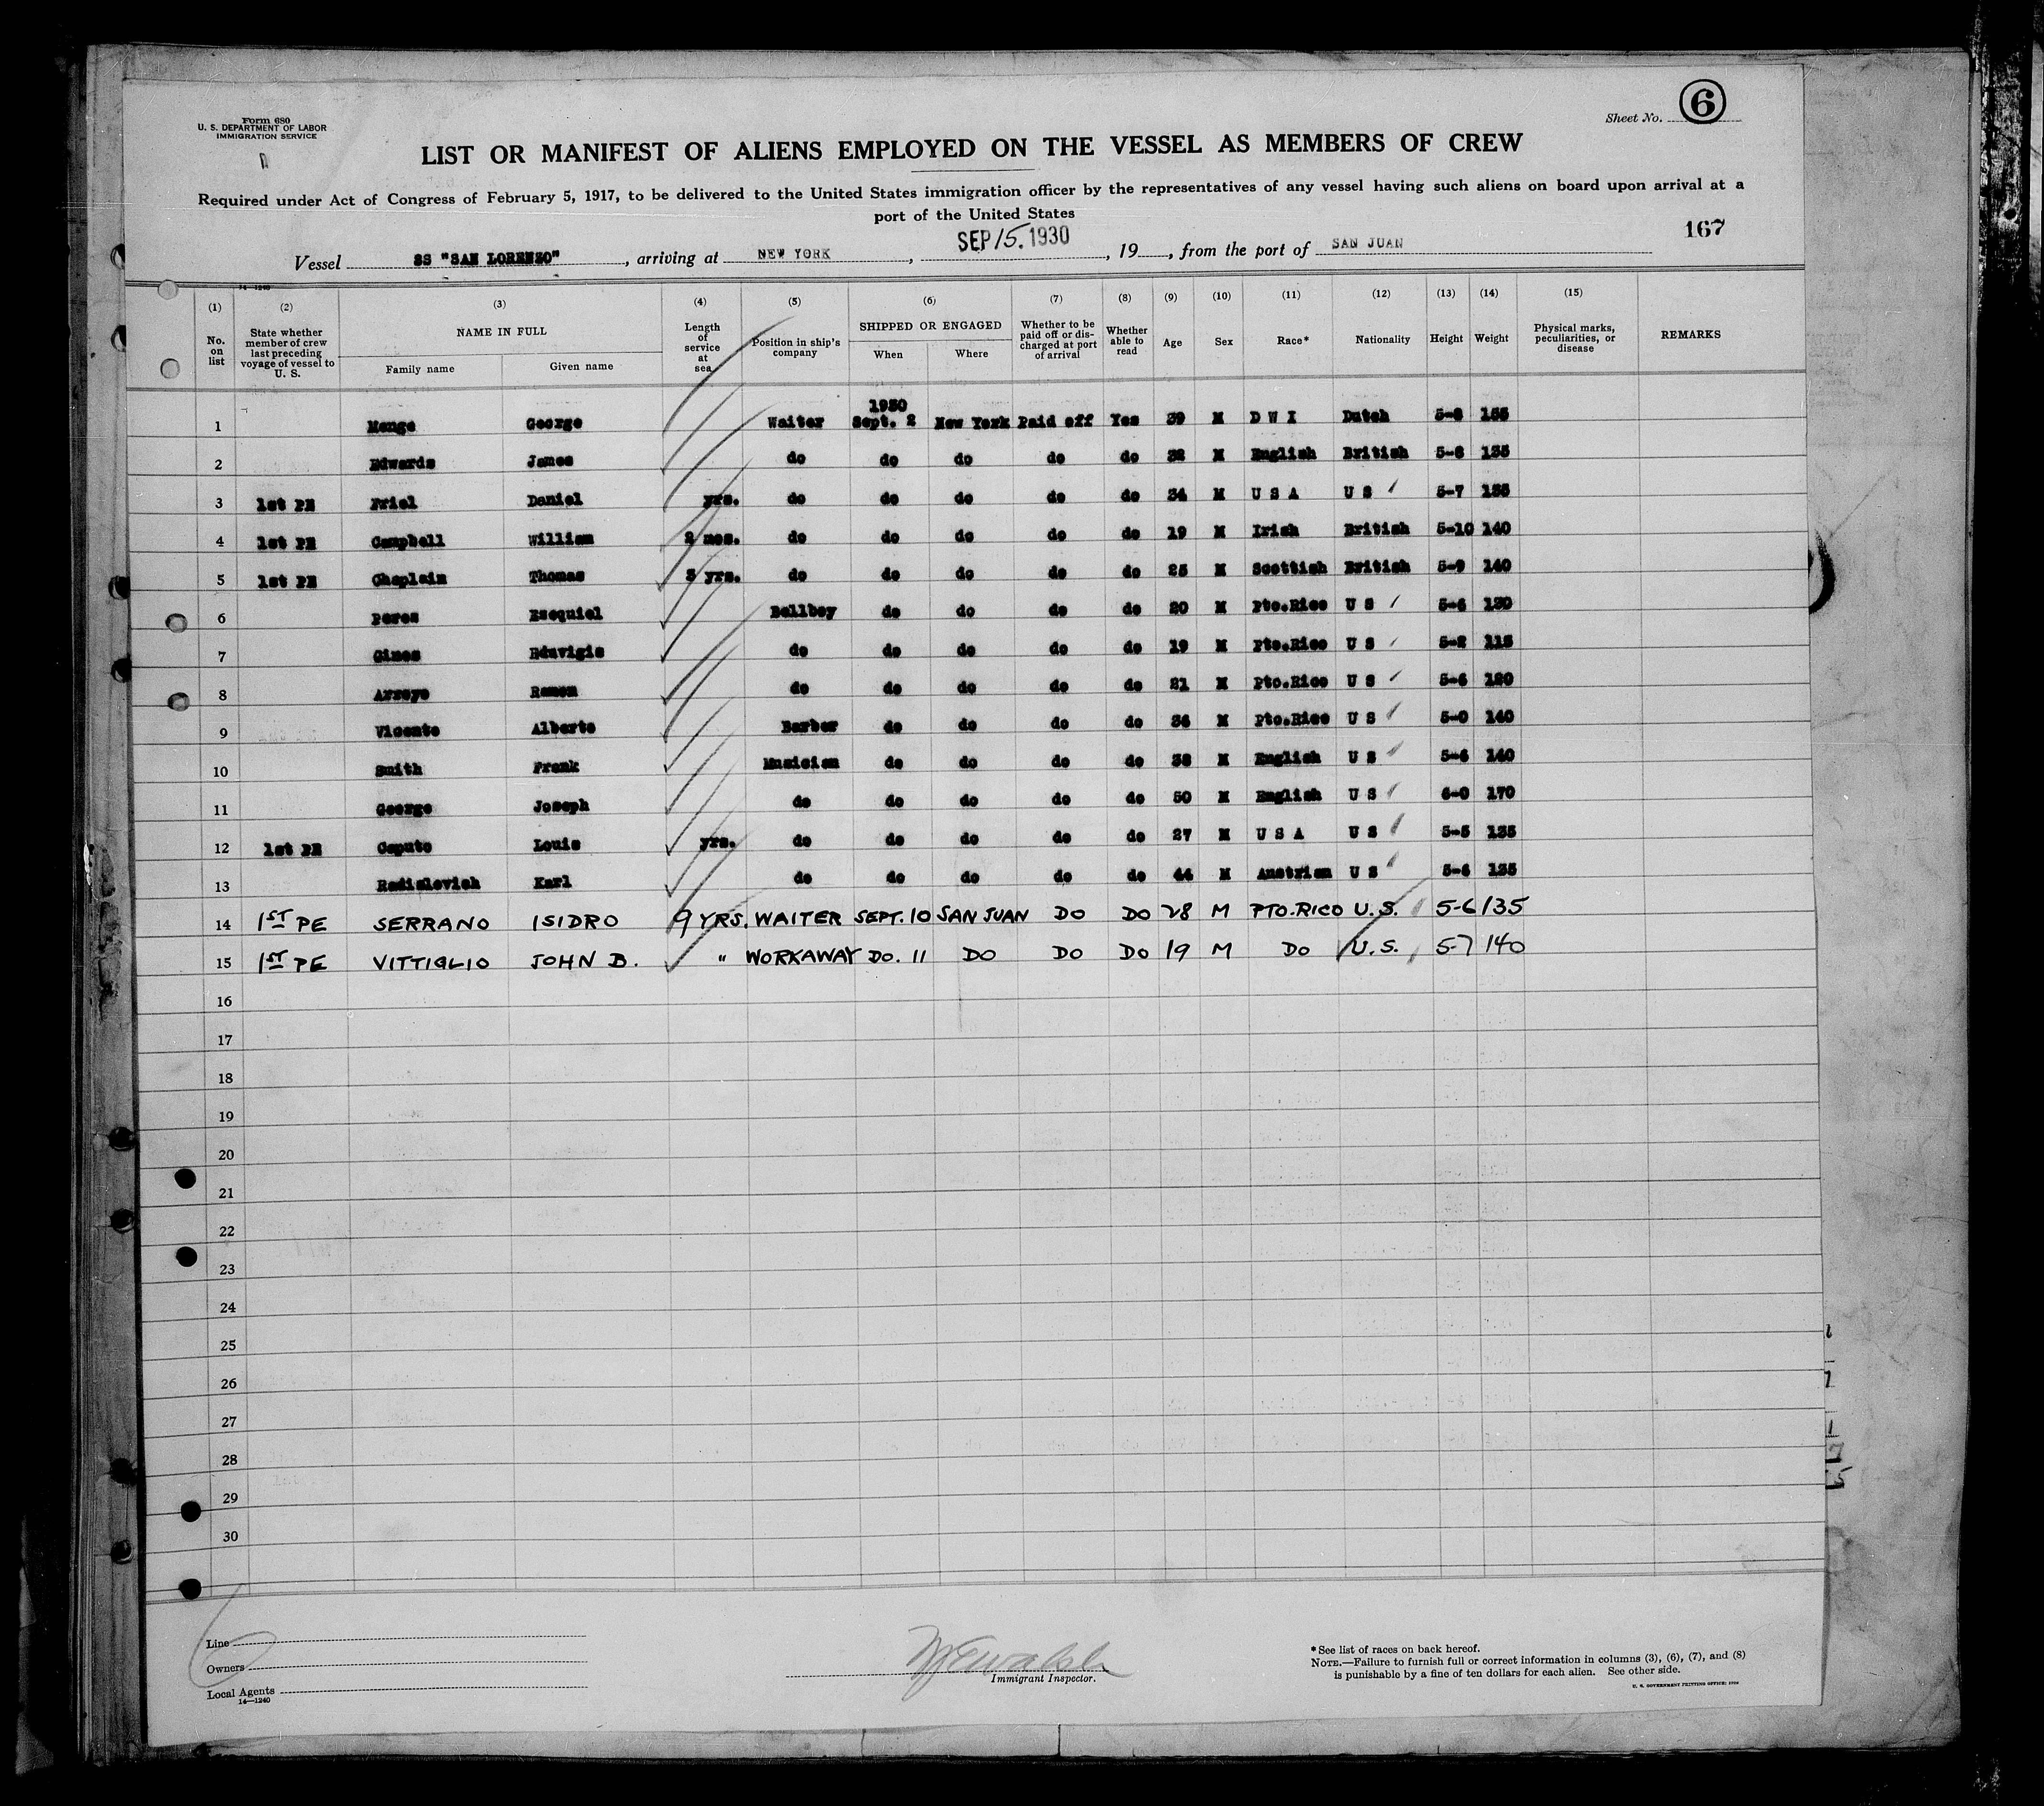 Form 680
U. S. DEPARTMENT OF LABOR
IMMIGRATION SERVICE
Sheet No. 6
LIST OR MANIFEST OF ALIENS EMPLOYED ON THE VESSEL AS MEMBERS OF CREW
Required under Act of Congress of February 5, 1917, to be delivered to the United States immigration officer by the representatives of any vessel having such aliens on board upon arrival at a
port of the United States
167
Vessel SS "SAN LORENZO", arriving at NEW YORK, SEP 15. 1930, 19, from the port of SAN JUAN
14—1240
(1) (2) (3) (4) (5) (6) (7) (8) (9) (10) (11) (12) (13) (14) (15)
No. on list
State whether member of crew last preceding voyage of vessel to U. S.
NAME IN FULL
Family name
Given name
Length of service at sea
Position in ship's company
SHIPPED OR ENGAGED
When
Where
Whether to be paid off or discharged at port of arrival
Whether able to read
Age
Sex
Race*
Nationality
Height
Weight
Physical marks, peculiarities, or disease
REMARKS
1930
1 Menge George Waiter Sept. 2 New York Paid off Yes 39 M D W I Dutch 5-8 155
2 Edwards James do do do do do 32 M English British 5-8 135
3 1st PE Friel Daniel yrs. do do do do do 34 M U S A U S 5-7 155
4 1st PE Campbell William 2 mos. do do do do do 19 M Irish British 5-10 140
5 1st PE Chaplain Thomas 5 yrs. do do do do do 25 M Scottish British 5-9 140
6 Peres Esequiel Bellboy do do do do 20 M Pto.Rico U S 5-6 130
7 Gines Eduvigis do do do do do 19 M Pto.Rico U S 5-2 115
8 Arroyo Ramon do do do do do 21 M Pto.Rico U S 5-6 120
9 Vicente Alberto Barber do do do do 36 M Pto.Rico U S 5-0 140
10 Smith Frank Musician do do do do 38 M English U S 5-6 140
11 George Joseph do do do do do 50 M English U S 6-0 170
12 1st PE Caputo Louis yrs. do do do do do 27 M U S A U S 5-5 135
13 Radislovich Karl do do do do do 44 M Austrian U S 5-6 135
14 1ST PE SERRANO ISIDRO 9 YRS. WAITER SEPT. 10 SAN JUAN DO DO 28 M PTO.RICO U.S. 5-6 135
15 1ST PE VITTIGLIO JOHN B. " WORKAWAY DO. 11 DO DO DO 19 M DO U.S. 5-7 140
16
17
18
19
20
21
22
23
24
25
26
27
28
29
30
Line
Owners
Local Agents
14—1240
Immigrant Inspector.
*See list of races on back hereof.
NOTE.—Failure to furnish full or correct information in columns (3), (6), (7), and (8)
is punishable by a fine of ten dollars for each alien. See other side.